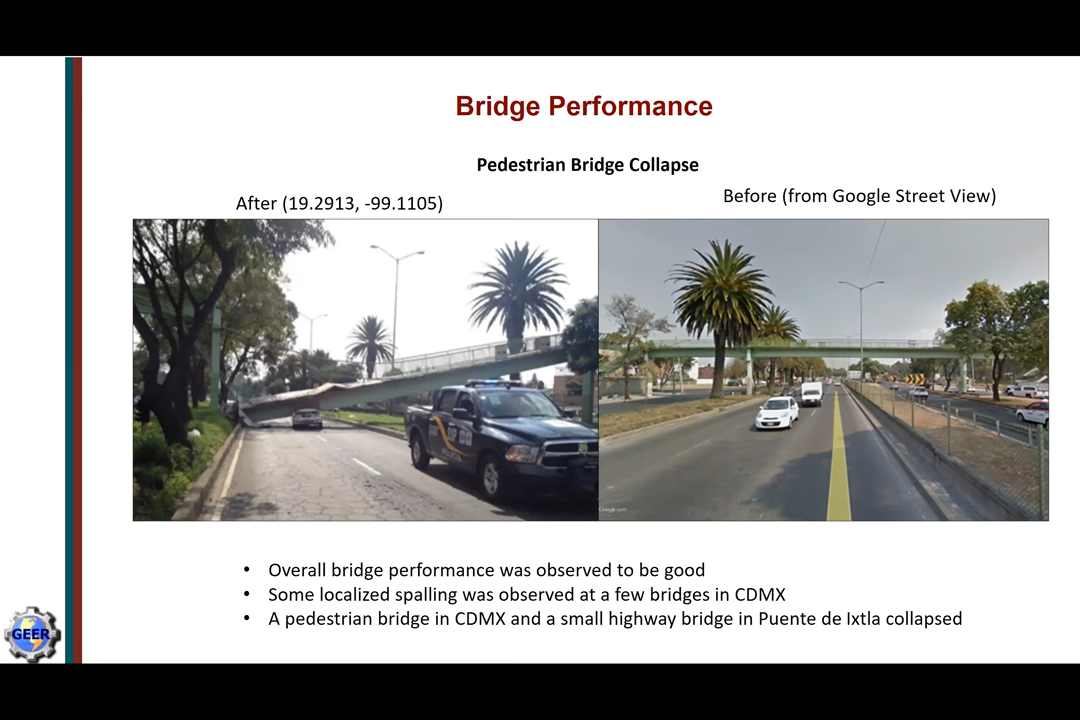 Bridge Performance
Pedestrian Bridge Collapse
After (19.2913, -99.1105)
Before (from Google Street View)
• Overall bridge performance was observed to be good
• Some localized spalling was observed at a few bridges in CDMX
• A pedestrian bridge in CDMX and a small highway bridge in Puente de Ixtla collapsed
GEER